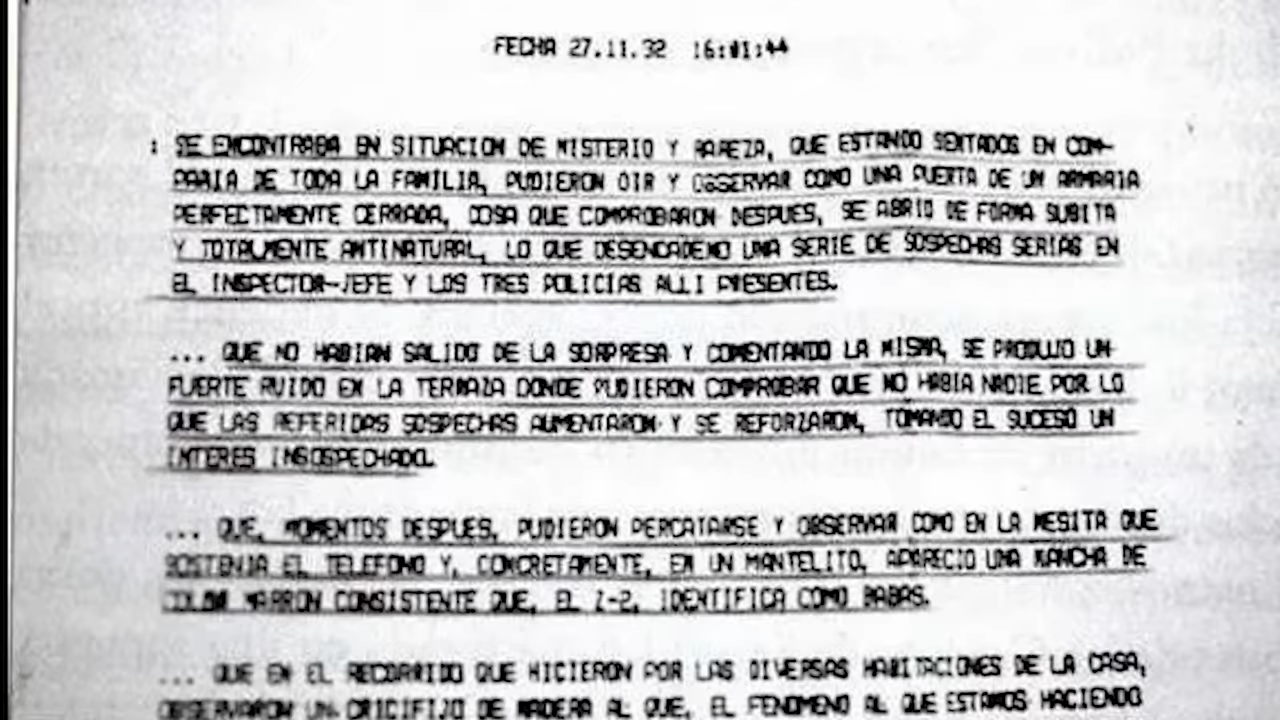 FECHA 27.11.92 16:01:44
: SE ENCONTRABA EN SITUACION DE MISTERIO Y RAREZA, QUE ESTANDO SENTADOS EN COM-
PAÑIA DE TODA LA FAMILIA, PUDIERON OIR Y OBSERVAR COMO UNA PUERTA DE UN ARMARIA
PERFECTAMENTE CERRADA, COSA QUE COMPROBARON DESPUES, SE ABRIO DE FORMA SUBITA
Y TOTALMENTE ANTINATURAL, LO QUE DESENCADENO UNA SERIE DE SOSPECHAS SERIAS EN
EL INSPECTOR-JEFE Y LOS TRES POLICIAS ALLI PRESENTES.
... QUE NO HABIAN SALIDO DE LA SORPRESA Y COMENTANDO LA MISMA, SE PRODUJO UN
FUERTE RUIDO EN LA TERRAZA DONDE PUDIERON COMPROBAR QUE NO HABIA NADIE POR LO
QUE LAS REFERIDAS SOSPECHAS AUMENTARON Y SE REFORZARON, TOMANDO EL SUCESO UN
INTERES INSOSPECHADO.
... QUE, MOMENTOS DESPUES, PUDIERON PERCATARSE Y OBSERVAR COMO EN LA MESITA QUE
SOSTENIA EL TELEFONO Y, CONCRETAMENTE, EN UN MANTELITO, APARECIO UNA MANCHA DE
COLOR MARRON CONSISTENTE QUE, EL Z-2, IDENTIFICA COMO BABAS.
... QUE EN EL RECORRIDO QUE HICIERON POR LAS DIVERSAS HABITACIONES DE LA CASA,
OBSERVARON UN CRICIFIJO DE MADERA AL QUE, EL FENOMENO AL QUE ESTAMOS HACIENDO